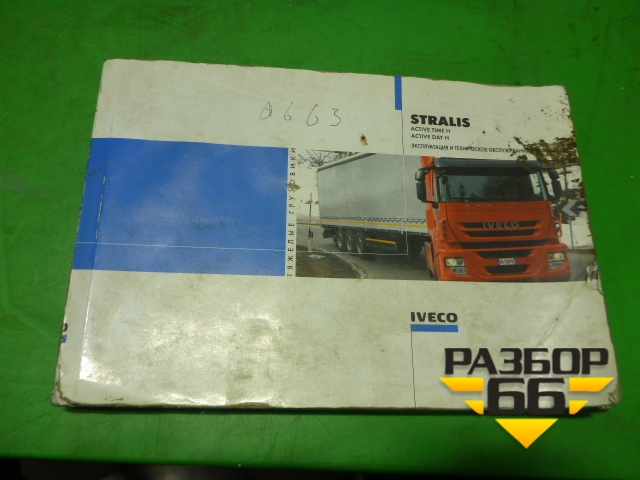 0663
STRALIS
ACTIVE TIME H
ACTIVE DAY H
ЭКСПЛУАТАЦИЯ И ТЕХНИЧЕСКОЕ ОБСЛУЖИВАНИЕ
ТЯЖЕЛЫЕ ГРУЗОВИКИ
IVECO
IVECO
РАЗБОР
66